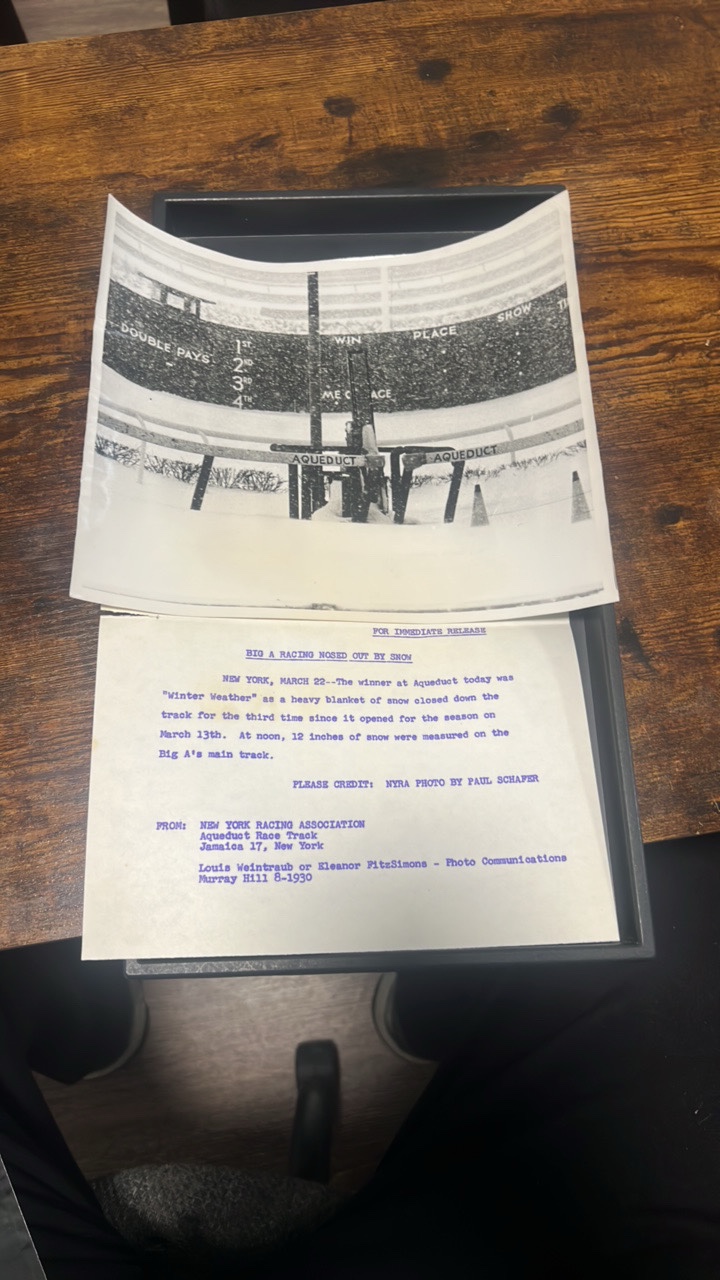 DOUBLE PAYS
1ST
WIN
PLACE
SHOW
2ND
3RD
4TH
AQUEDUCT
AQUEDUCT
FOR IMMEDIATE RELEASE
BIG A RACING NOSED OUT BY SNOW
NEW YORK, MARCH 22--The winner at Aqueduct today was
"Winter Weather" as a heavy blanket of snow closed down the
track for the third time since it opened for the season on
March 13th. At noon, 12 inches of snow were measured on the
Big A's main track.
PLEASE CREDIT: NYRA PHOTO BY PAUL SCHAFER
FROM: NEW YORK RACING ASSOCIATION
Aqueduct Race Track
Jamaica 17, New York
Louis Weintraub or Eleanor FitzSimons - Photo Communications
Murray Hill 8-1930